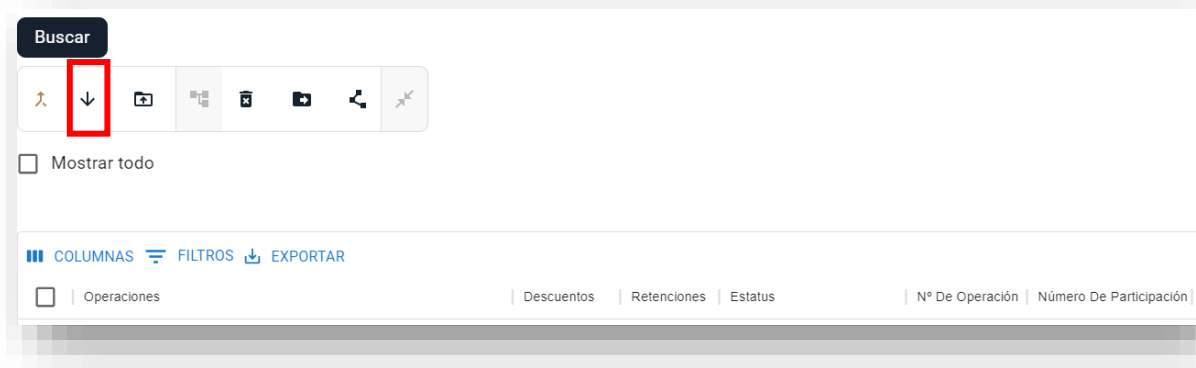 Buscar
Mostrar todo
COLUMNAS FILTROS EXPORTAR
Operaciones Descuentos Retenciones Estatus Nº De Operación Número De Participación